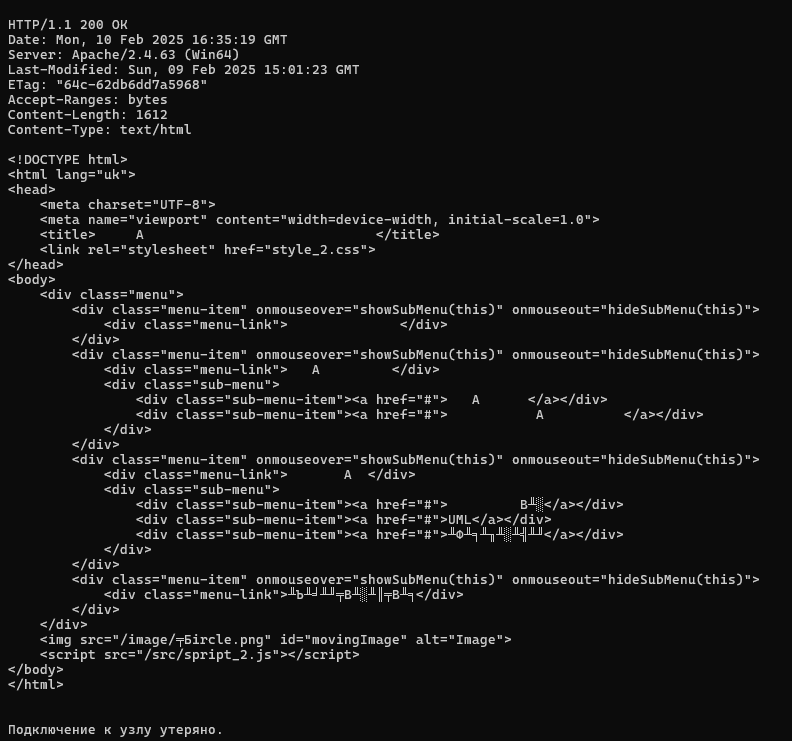 HTTP/1.1 200 OK
Date: Mon, 10 Feb 2025 16:35:19 GMT
Server: Apache/2.4.63 (Win64)
Last-Modified: Sun, 09 Feb 2025 15:01:23 GMT
ETag: "64c-62db6dd7a5968"
Accept-Ranges: bytes
Content-Length: 1612
Content-Type: text/html

<!DOCTYPE html>
<html lang="uk">
<head>
    <meta charset="UTF-8">
    <meta name="viewport" content="width=device-width, initial-scale=1.0">
    <title>     А                             </title>
    <link rel="stylesheet" href="style_2.css">
</head>
<body>
    <div class="menu">
        <div class="menu-item" onmouseover="showSubMenu(this)" onmouseout="hideSubMenu(this)">
            <div class="menu-link">              </div>
        </div>
        <div class="menu-item" onmouseover="showSubMenu(this)" onmouseout="hideSubMenu(this)">
            <div class="menu-link">   А         </div>
            <div class="sub-menu">
                <div class="sub-menu-item"><a href="#">   А      </a></div>
                <div class="sub-menu-item"><a href="#">           А          </a></div>
            </div>
        </div>
        <div class="menu-item" onmouseover="showSubMenu(this)" onmouseout="hideSubMenu(this)">
            <div class="menu-link">       А  </div>
            <div class="sub-menu">
                <div class="sub-menu-item"><a href="#">         В╨░</a></div>
                <div class="sub-menu-item"><a href="#">UML</a></div>
                <div class="sub-menu-item"><a href="#">╨Ф╨╕╨╖╨░╨╣╨╜</a></div>
            </div>
        </div>
        <div class="menu-item" onmouseover="showSubMenu(this)" onmouseout="hideSubMenu(this)">
            <div class="menu-link">╨Ъ╨╛╨╜╤В╨░╨║╤В╨╕</div>
        </div>
    </div>
    <img src="/image/╤Бircle.png" id="movingImage" alt="Image">
    <script src="/src/spript_2.js"></script>
</body>
</html>

Подключение к узлу утеряно.